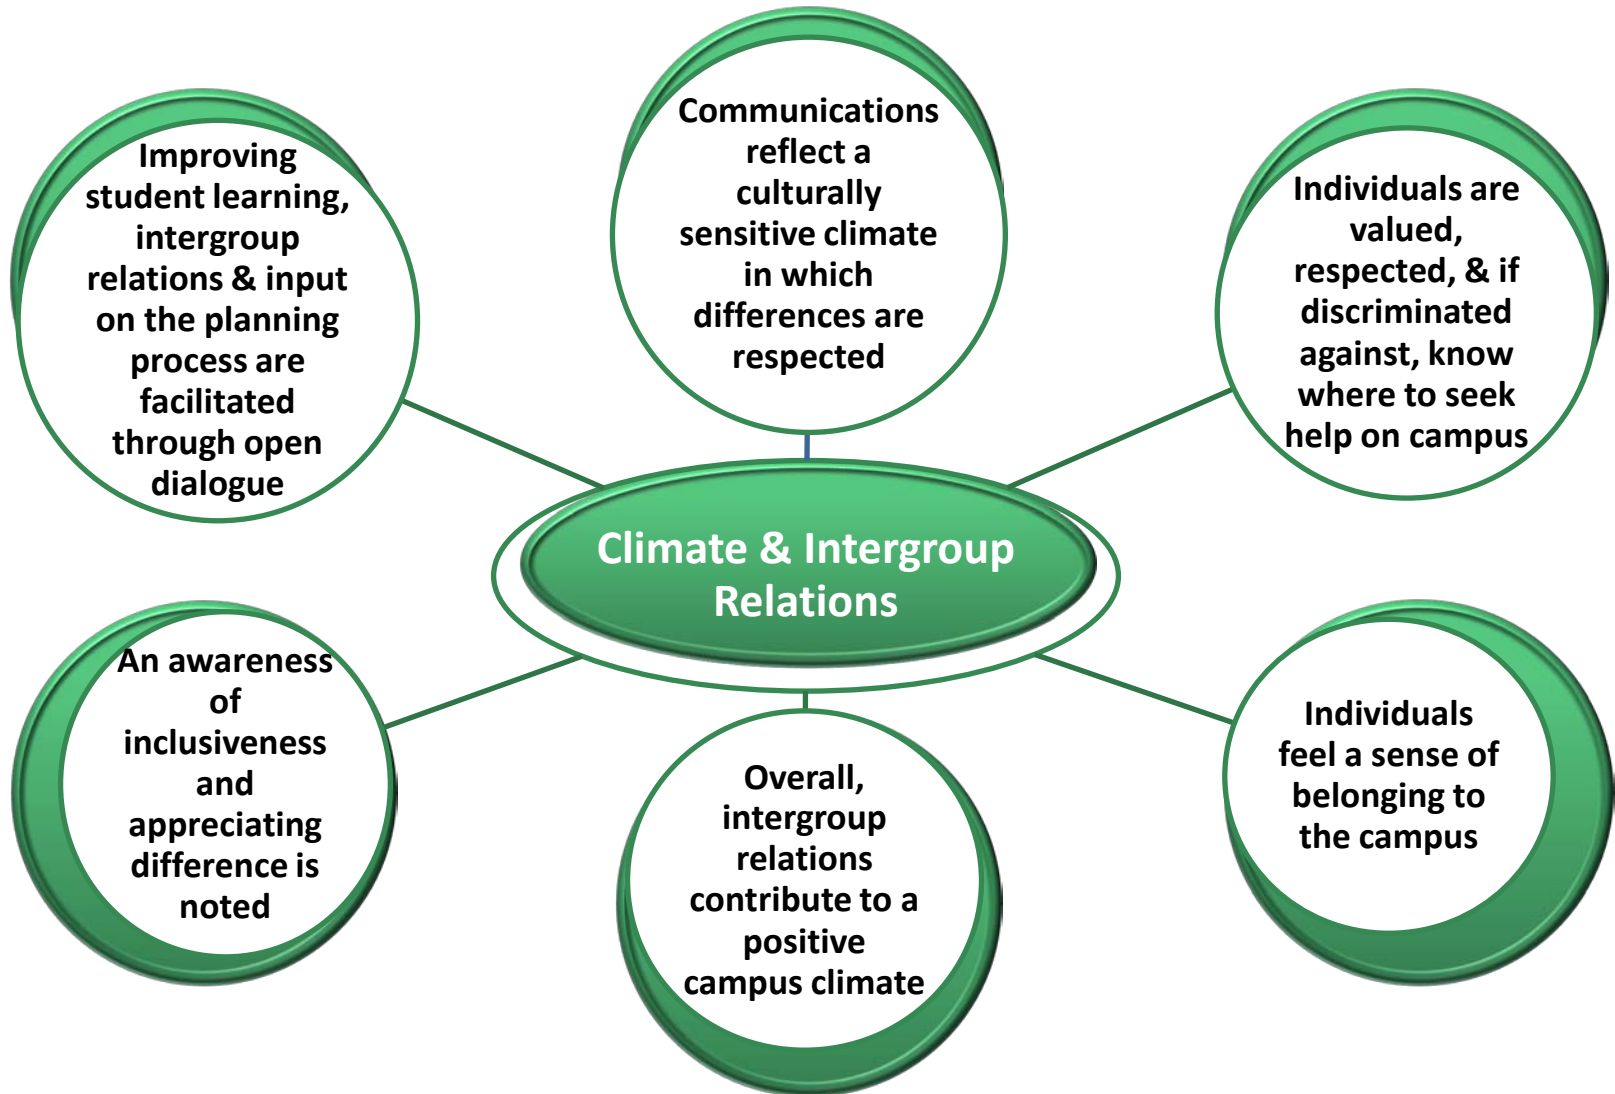 Communications
reflect a
culturally
sensitive climate
in which
differences are
respected
Improving
student learning,
intergroup
relations & input
on the planning
process are
facilitated
through open
dialogue
Individuals are
valued,
respected, & if
discriminated
against, know
where to seek
help on campus
Climate & Intergroup
Relations
An awareness
of
inclusiveness
and
appreciating
difference is
noted
Overall,
intergroup
relations
contribute to a
positive
campus climate
Individuals
feel a sense of
belonging to
the campus